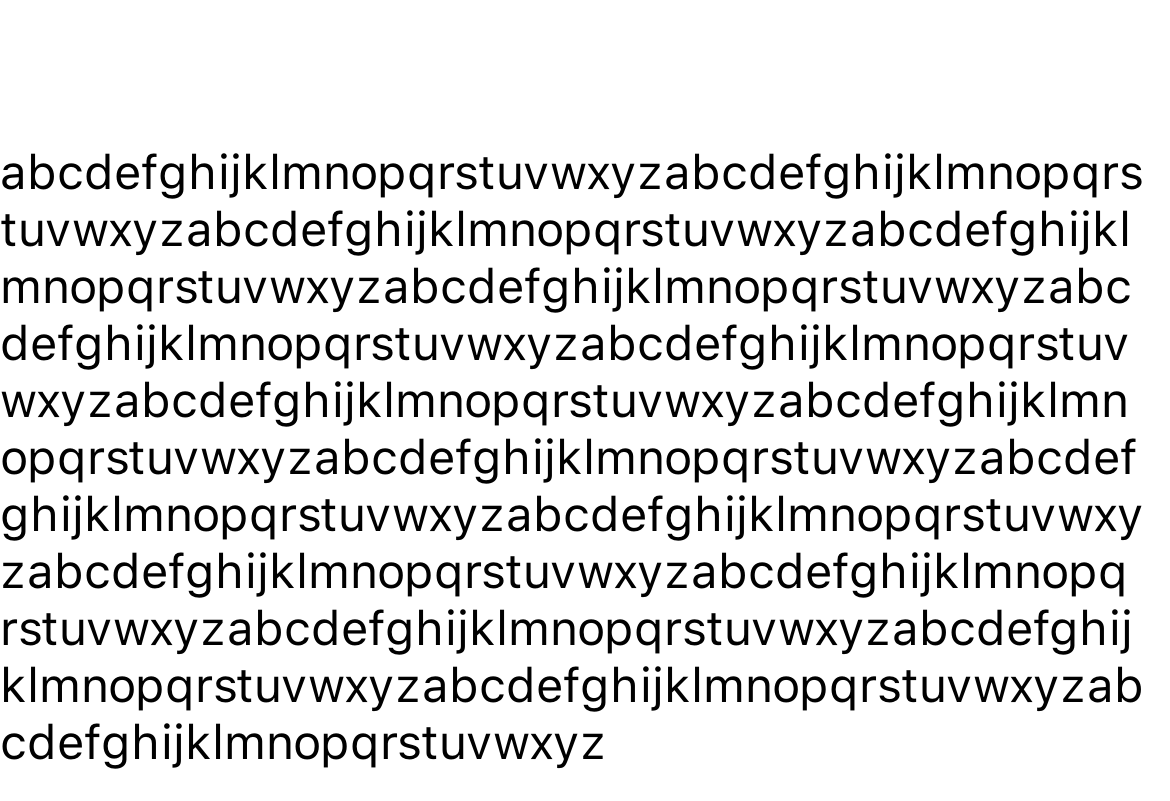 abcdefghijklmnopqrstuvwxyzabcdefghijklmnopqrs
tuvwxyzabcdefghijklmnopqrstuvwxyzabcdefghijkl
mnopqrstuvwxyzabcdefghijklmnopqrstuvwxyzabc
defghijklmnopqrstuvwxyzabcdefghijklmnopqrstuv
wxyzabcdefghijklmnopqrstuvwxyzabcdefghijklmn
opqrstuvwxyzabcdefghijklmnopqrstuvwxyzabcdef
ghijklmnopqrstuvwxyzabcdefghijklmnopqrstuvwxy
zabcdefghijklmnopqrstuvwxyzabcdefghijklmnopq
rstuvwxyzabcdefghijklmnopqrstuvwxyzabcdefghij
klmnopqrstuvwxyzabcdefghijklmnopqrstuvwxyzab
cdefghijklmnopqrstuvwxyz